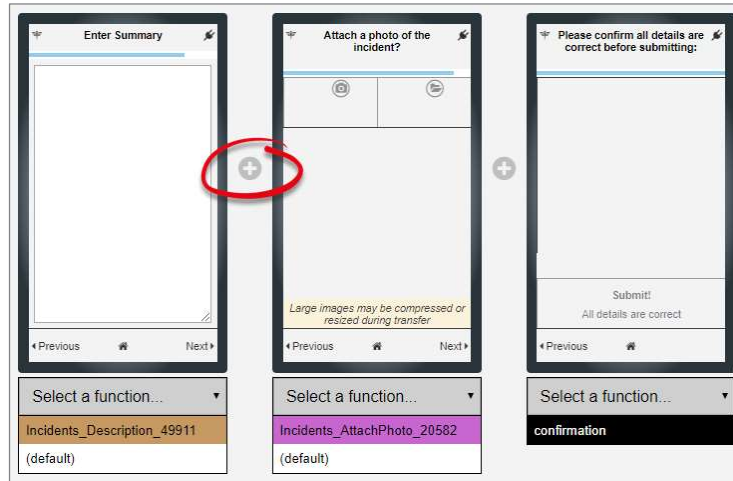 Enter Summary
Previous
Next
Select a function...
Incidents_Description_49911
(default)
Attach a photo of the
incident?
Large images may be compressed or
resized during transfer
Previous
Next
Select a function...
Incidents_AttachPhoto_20582
(default)
Please confirm all details are
correct before submitting:
Submit!
All details are correct
Previous
Select a function...
confirmation